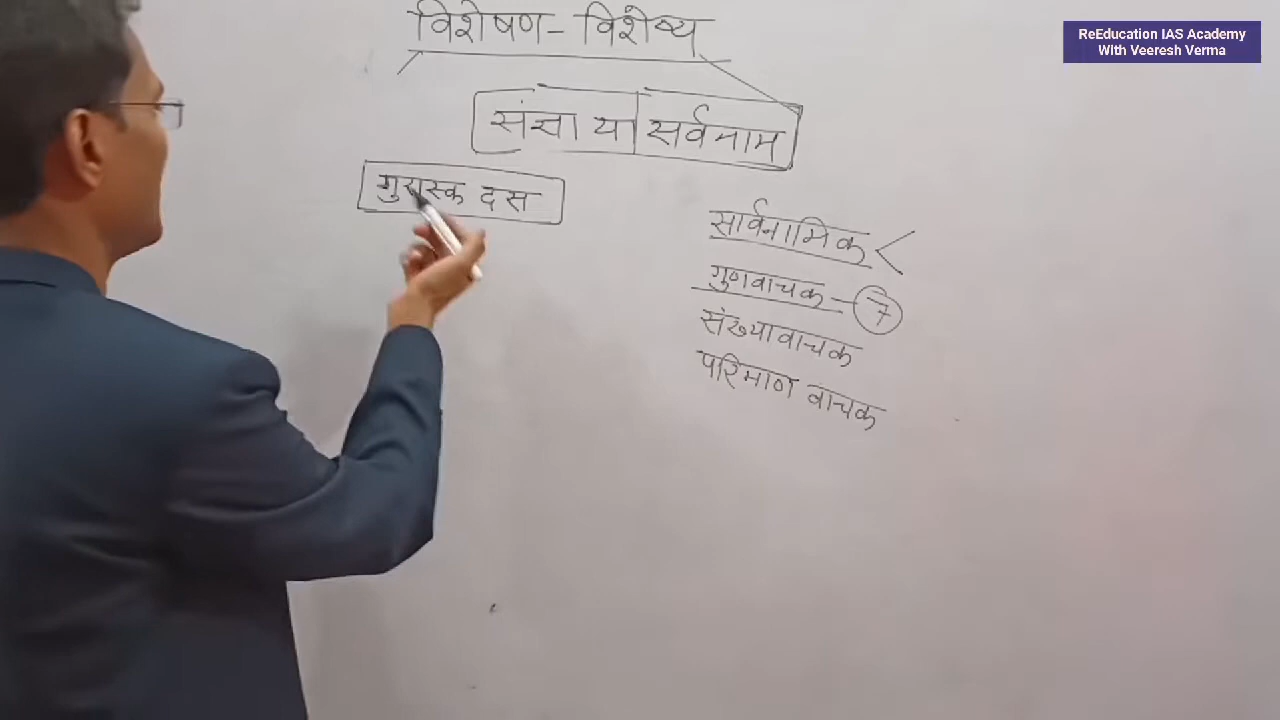 विशेषण - विशेष्य
ReEducation IAS Academy
With Veeresh Verma
संज्ञा या सर्वनाम
गुरास्क दस
सार्वनामिक <
गुणवाचक - 7
संख्यावाचक
परिमाण वाचक